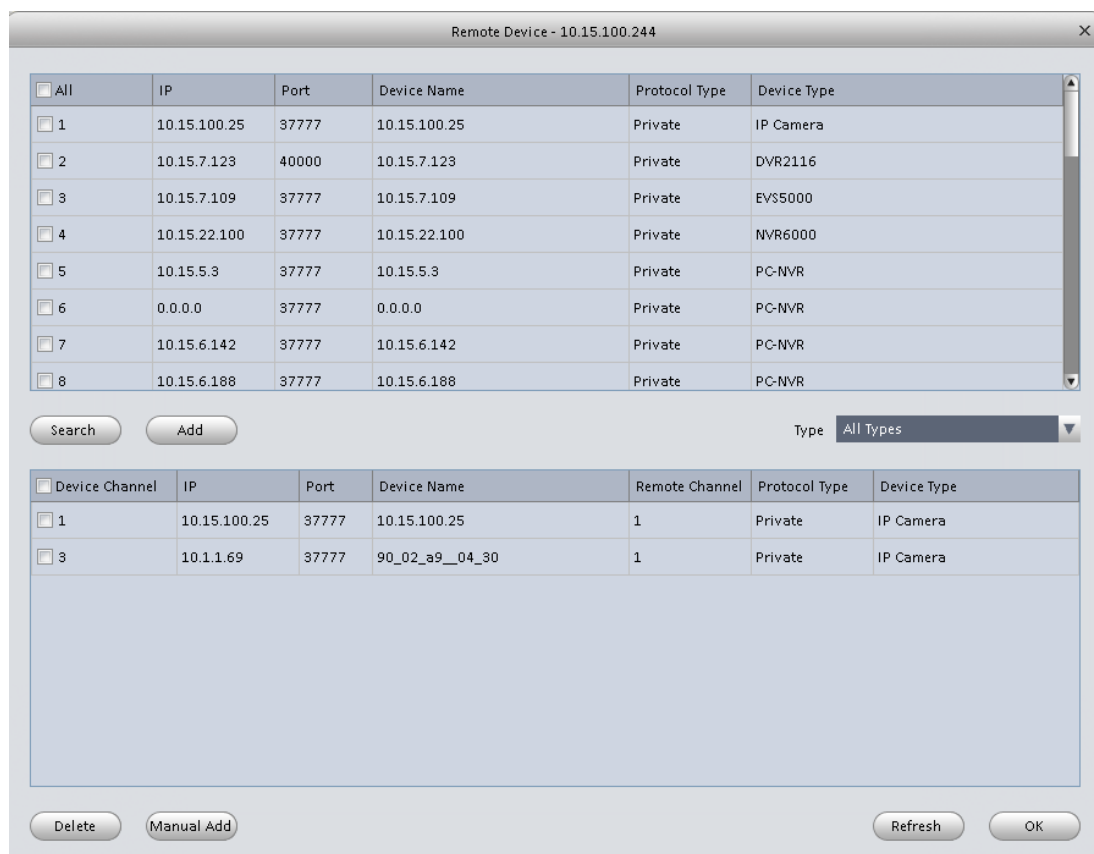 Remote Device - 10.15.100.244
All IP Port Device Name Protocol Type Device Type
1 10.15.100.25 37777 10.15.100.25 Private IP Camera
2 10.15.7.123 40000 10.15.7.123 Private DVR2116
3 10.15.7.109 37777 10.15.7.109 Private EVS5000
4 10.15.22.100 37777 10.15.22.100 Private NVR6000
5 10.15.5.3 37777 10.15.5.3 Private PC-NVR
6 0.0.0.0 37777 0.0.0.0 Private PC-NVR
7 10.15.6.142 37777 10.15.6.142 Private PC-NVR
8 10.15.6.188 37777 10.15.6.188 Private PC-NVR
Search Add Type All Types
Device Channel IP Port Device Name Remote Channel Protocol Type Device Type
1 10.15.100.25 37777 10.15.100.25 1 Private IP Camera
3 10.1.1.69 37777 90_02_a9__04_30 1 Private IP Camera
Delete Manual Add Refresh OK